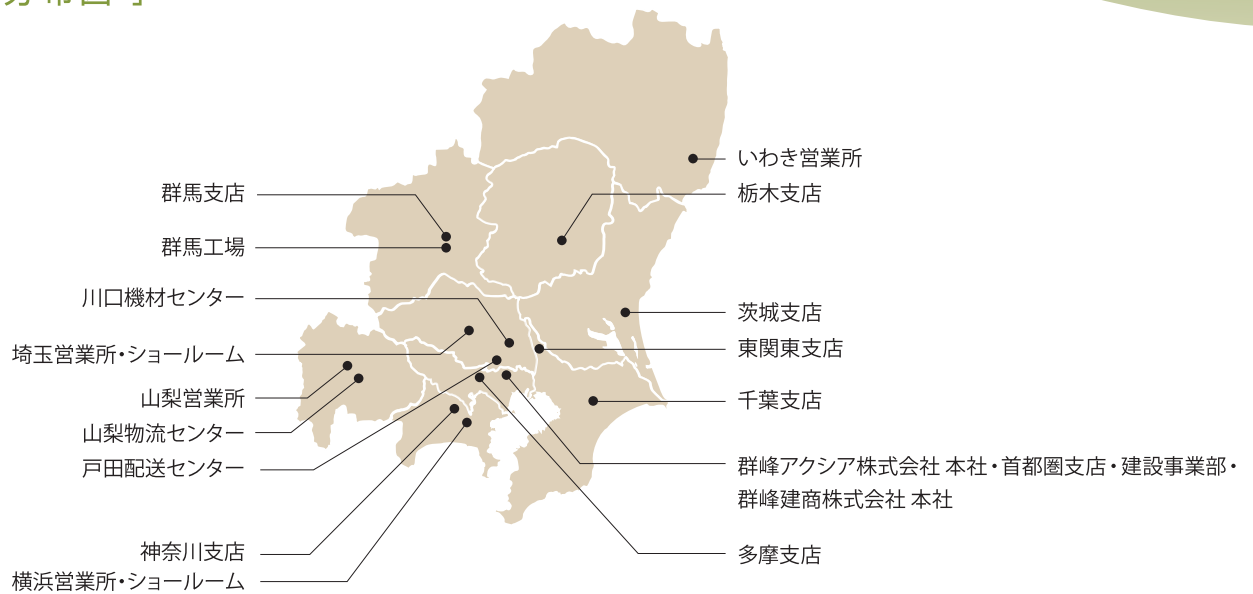 群馬支店
群馬工場
川口機材センター
埼玉営業所・ショールーム
山梨営業所
山梨物流センター
戸田配送センター
神奈川支店
横浜営業所・ショールーム
いわき営業所
栃木支店
茨城支店
東関東支店
千葉支店
群峰アクシア株式会社 本社・首都圏支店・建設事業部・
群峰建商株式会社 本社
多摩支店